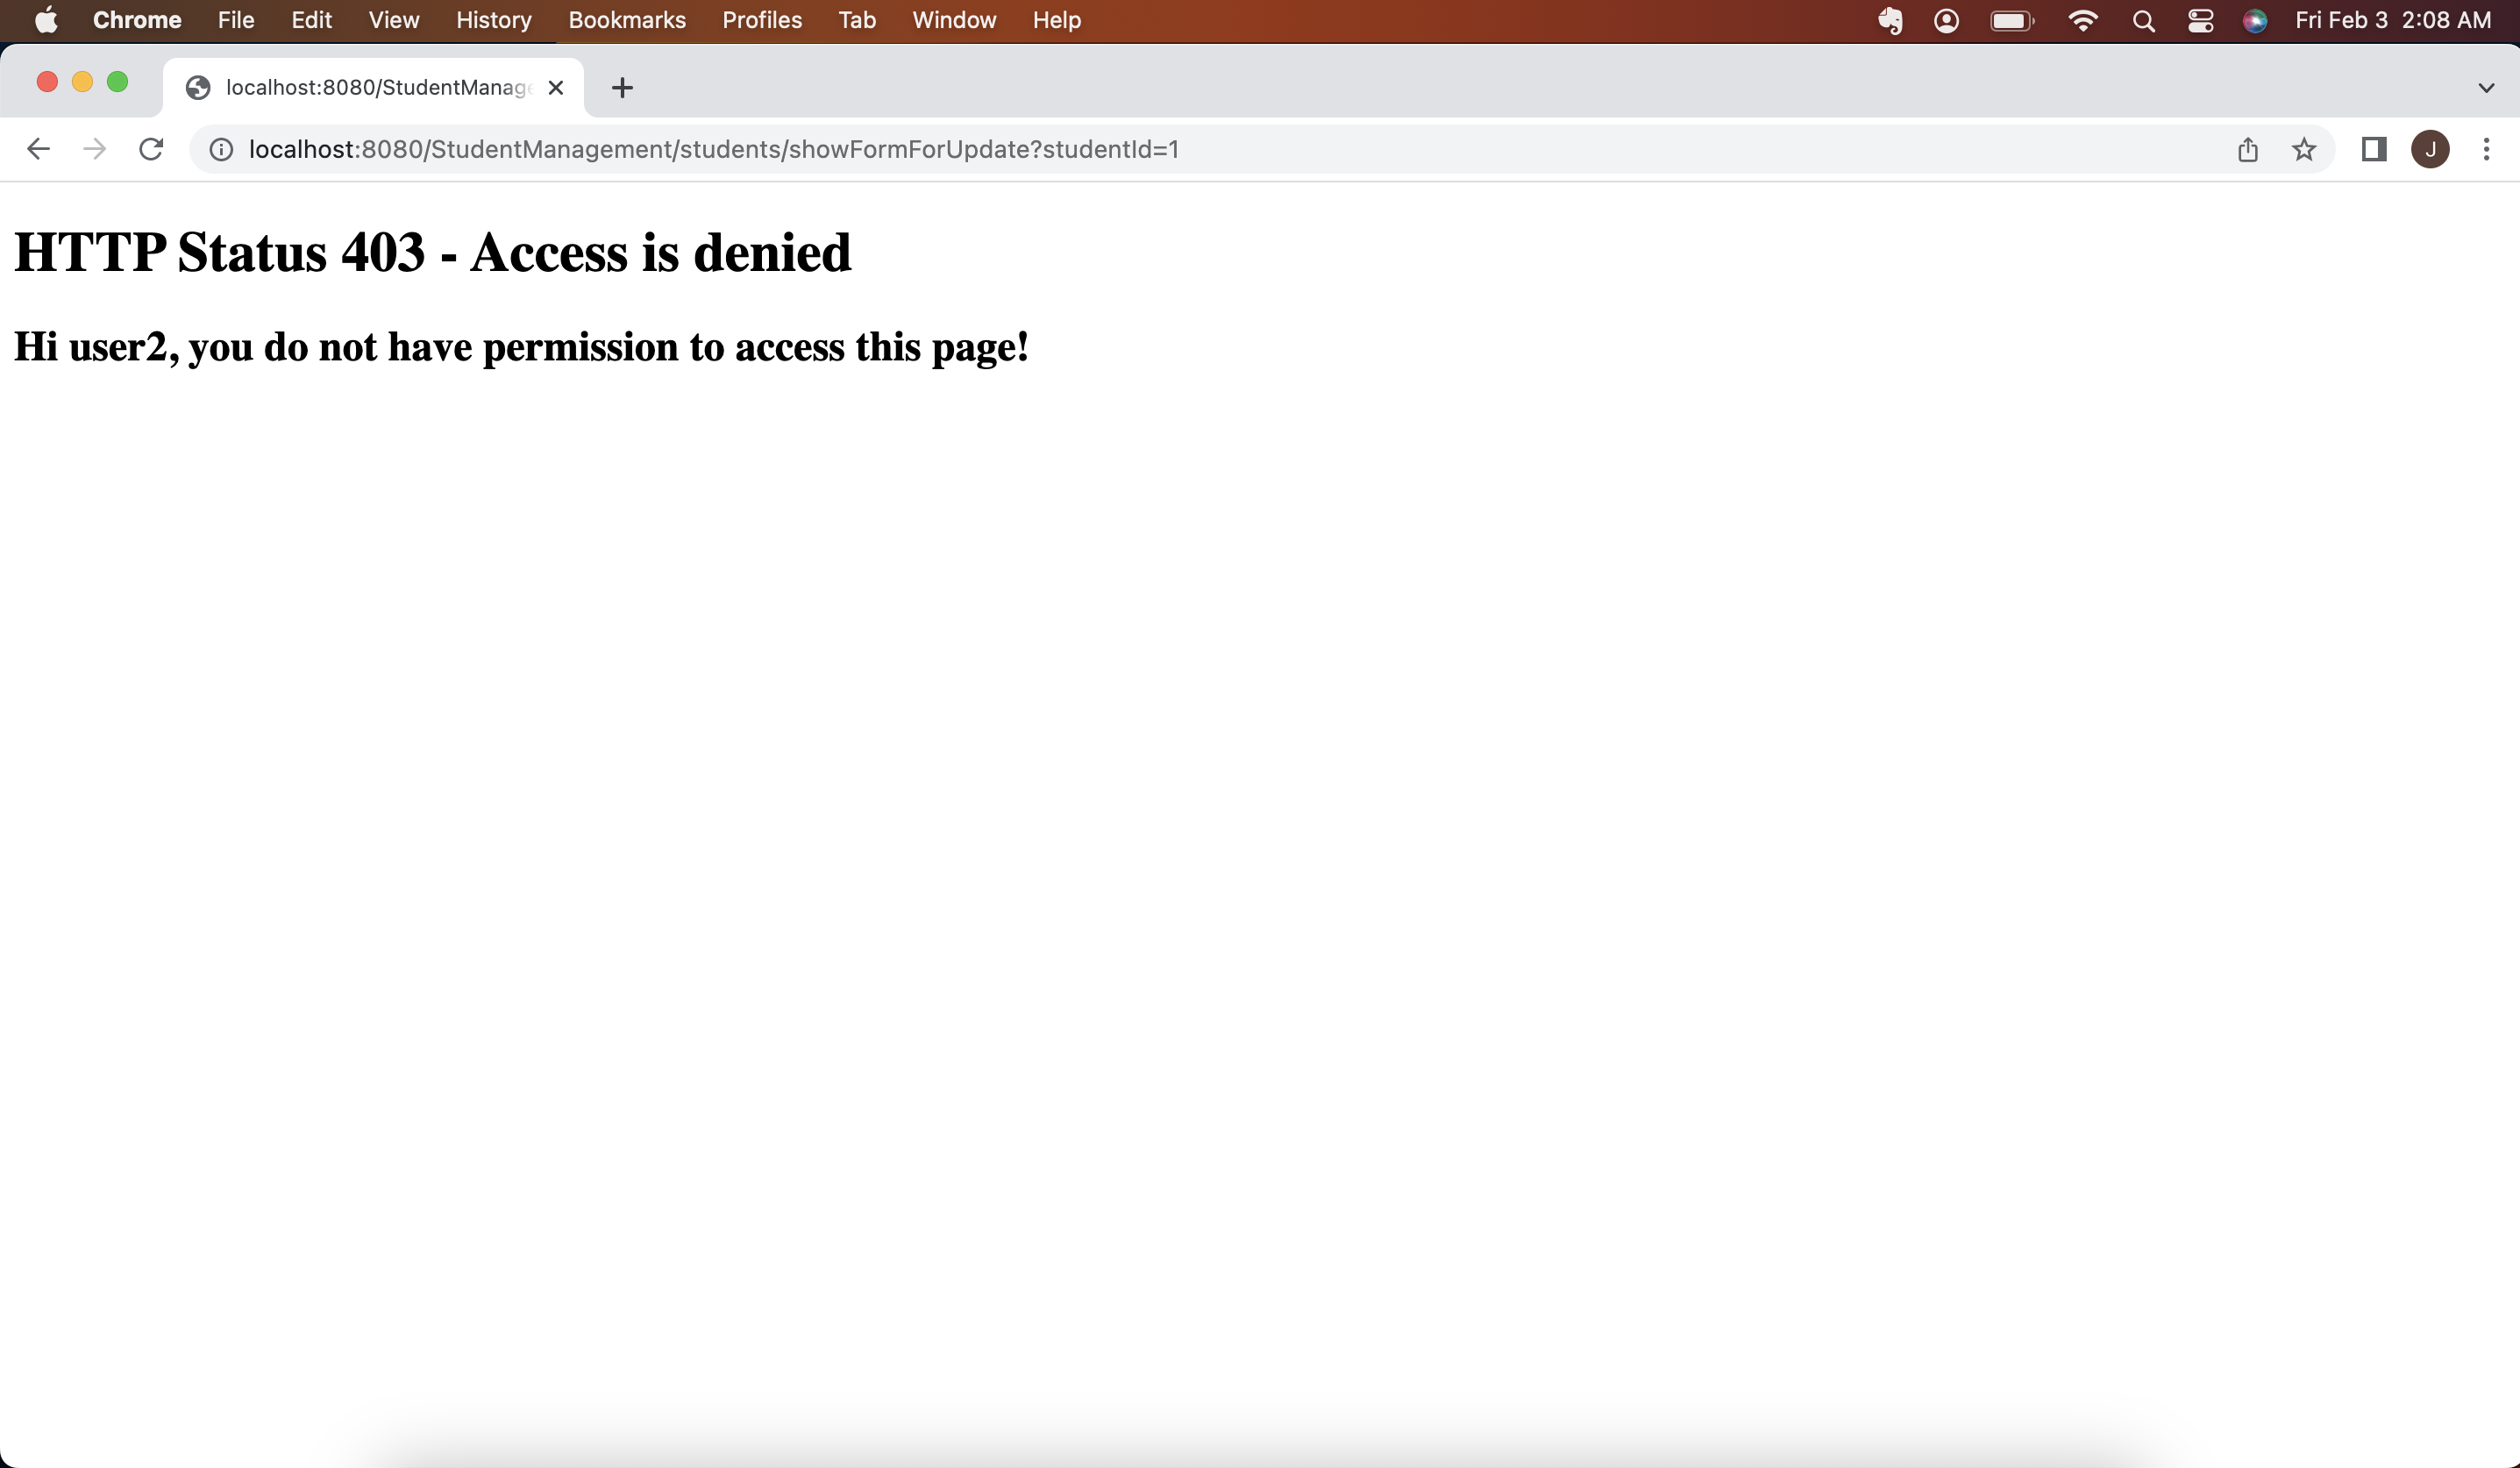 Chrome File Edit View History Bookmarks Profiles Tab Window Help Fri Feb 3 2:08 AM
localhost:8080/StudentManage
localhost:8080/StudentManagement/students/showFormForUpdate?studentId=1 J
HTTP Status 403 - Access is denied
Hi user2, you do not have permission to access this page!